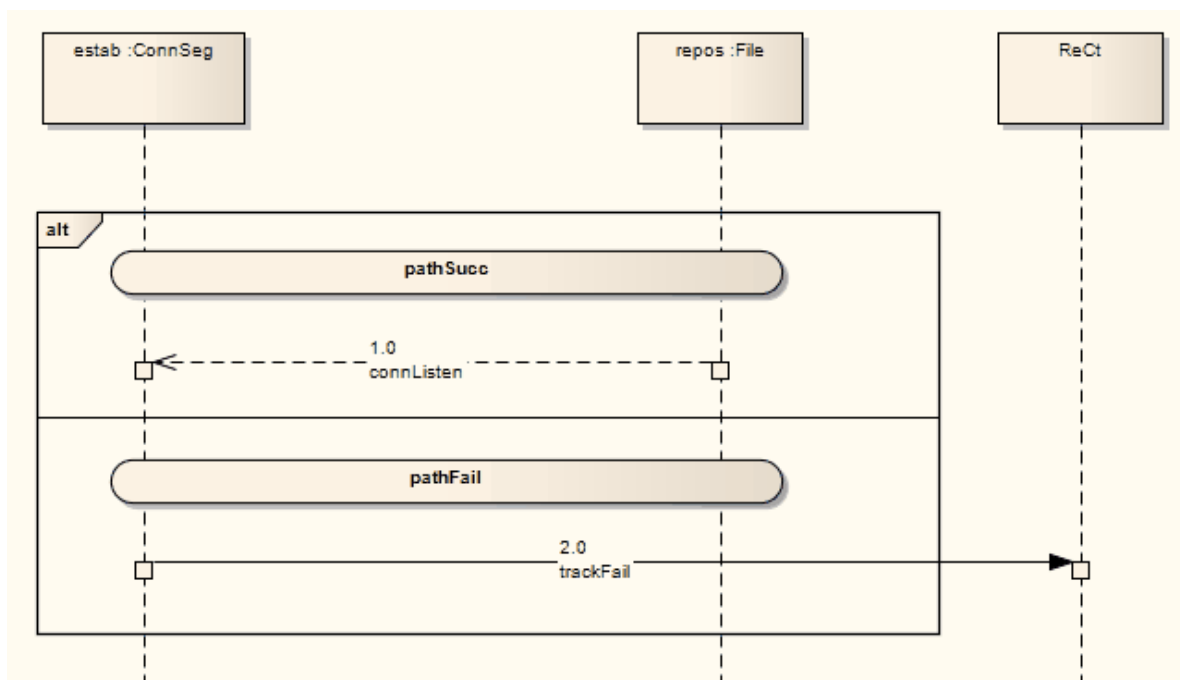 estab :ConnSeg
repos :File
ReCt
alt
pathSucc
1.0
connListen
pathFail
2.0
trackFail